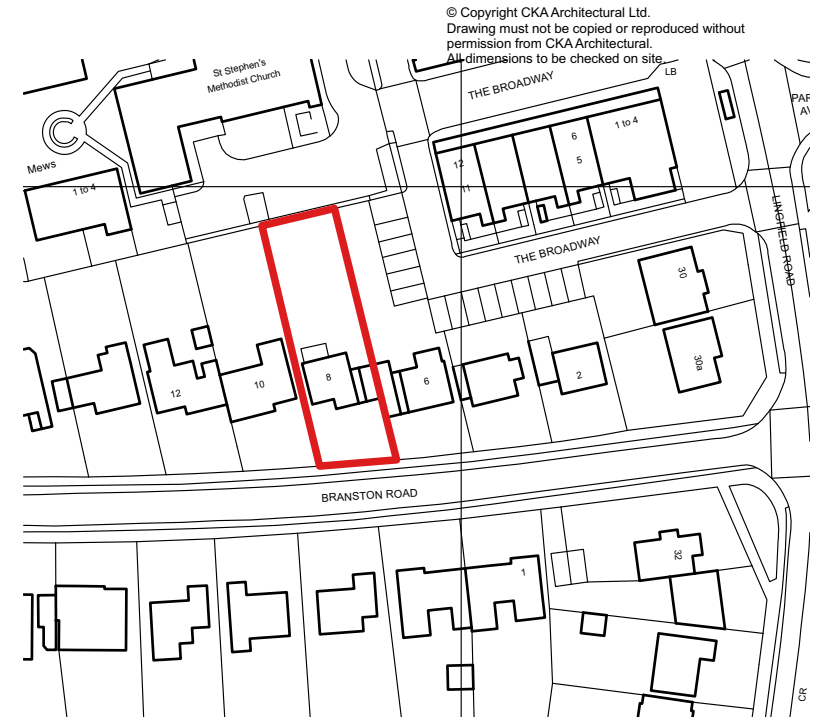 © Copyright CKA Architectural Ltd.
Drawing must not be copied or reproduced without
permission from CKA Architectural.
All dimensions to be checked on site.
LB
St Stephen's
Methodist Church
THE BROADWAY
1 to 4
6
5
12
11
Mews
1 to 4
LINGFIELD ROAD
THE BROADWAY
30
30a
12
10
8
6
2
BRANSTON ROAD
32
1
CR